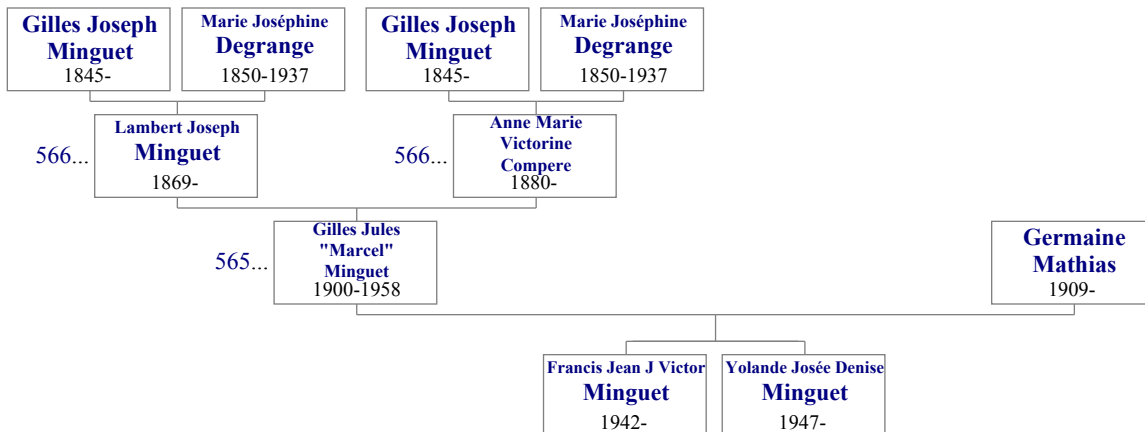 Gilles Joseph
Minguet
1845-
Marie Joséphine
Degrange
1850-1937
Gilles Joseph
Minguet
1845-
Marie Joséphine
Degrange
1850-1937
566...
Lambert Joseph
Minguet
1869-
566...
Anne Marie
Victorine
Compere
1880-
565...
Gilles Jules
"Marcel"
Minguet
1900-1958
Germaine
Mathias
1909-
Francis Jean J Victor
Minguet
1942-
Yolande Josée Denise
Minguet
1947-